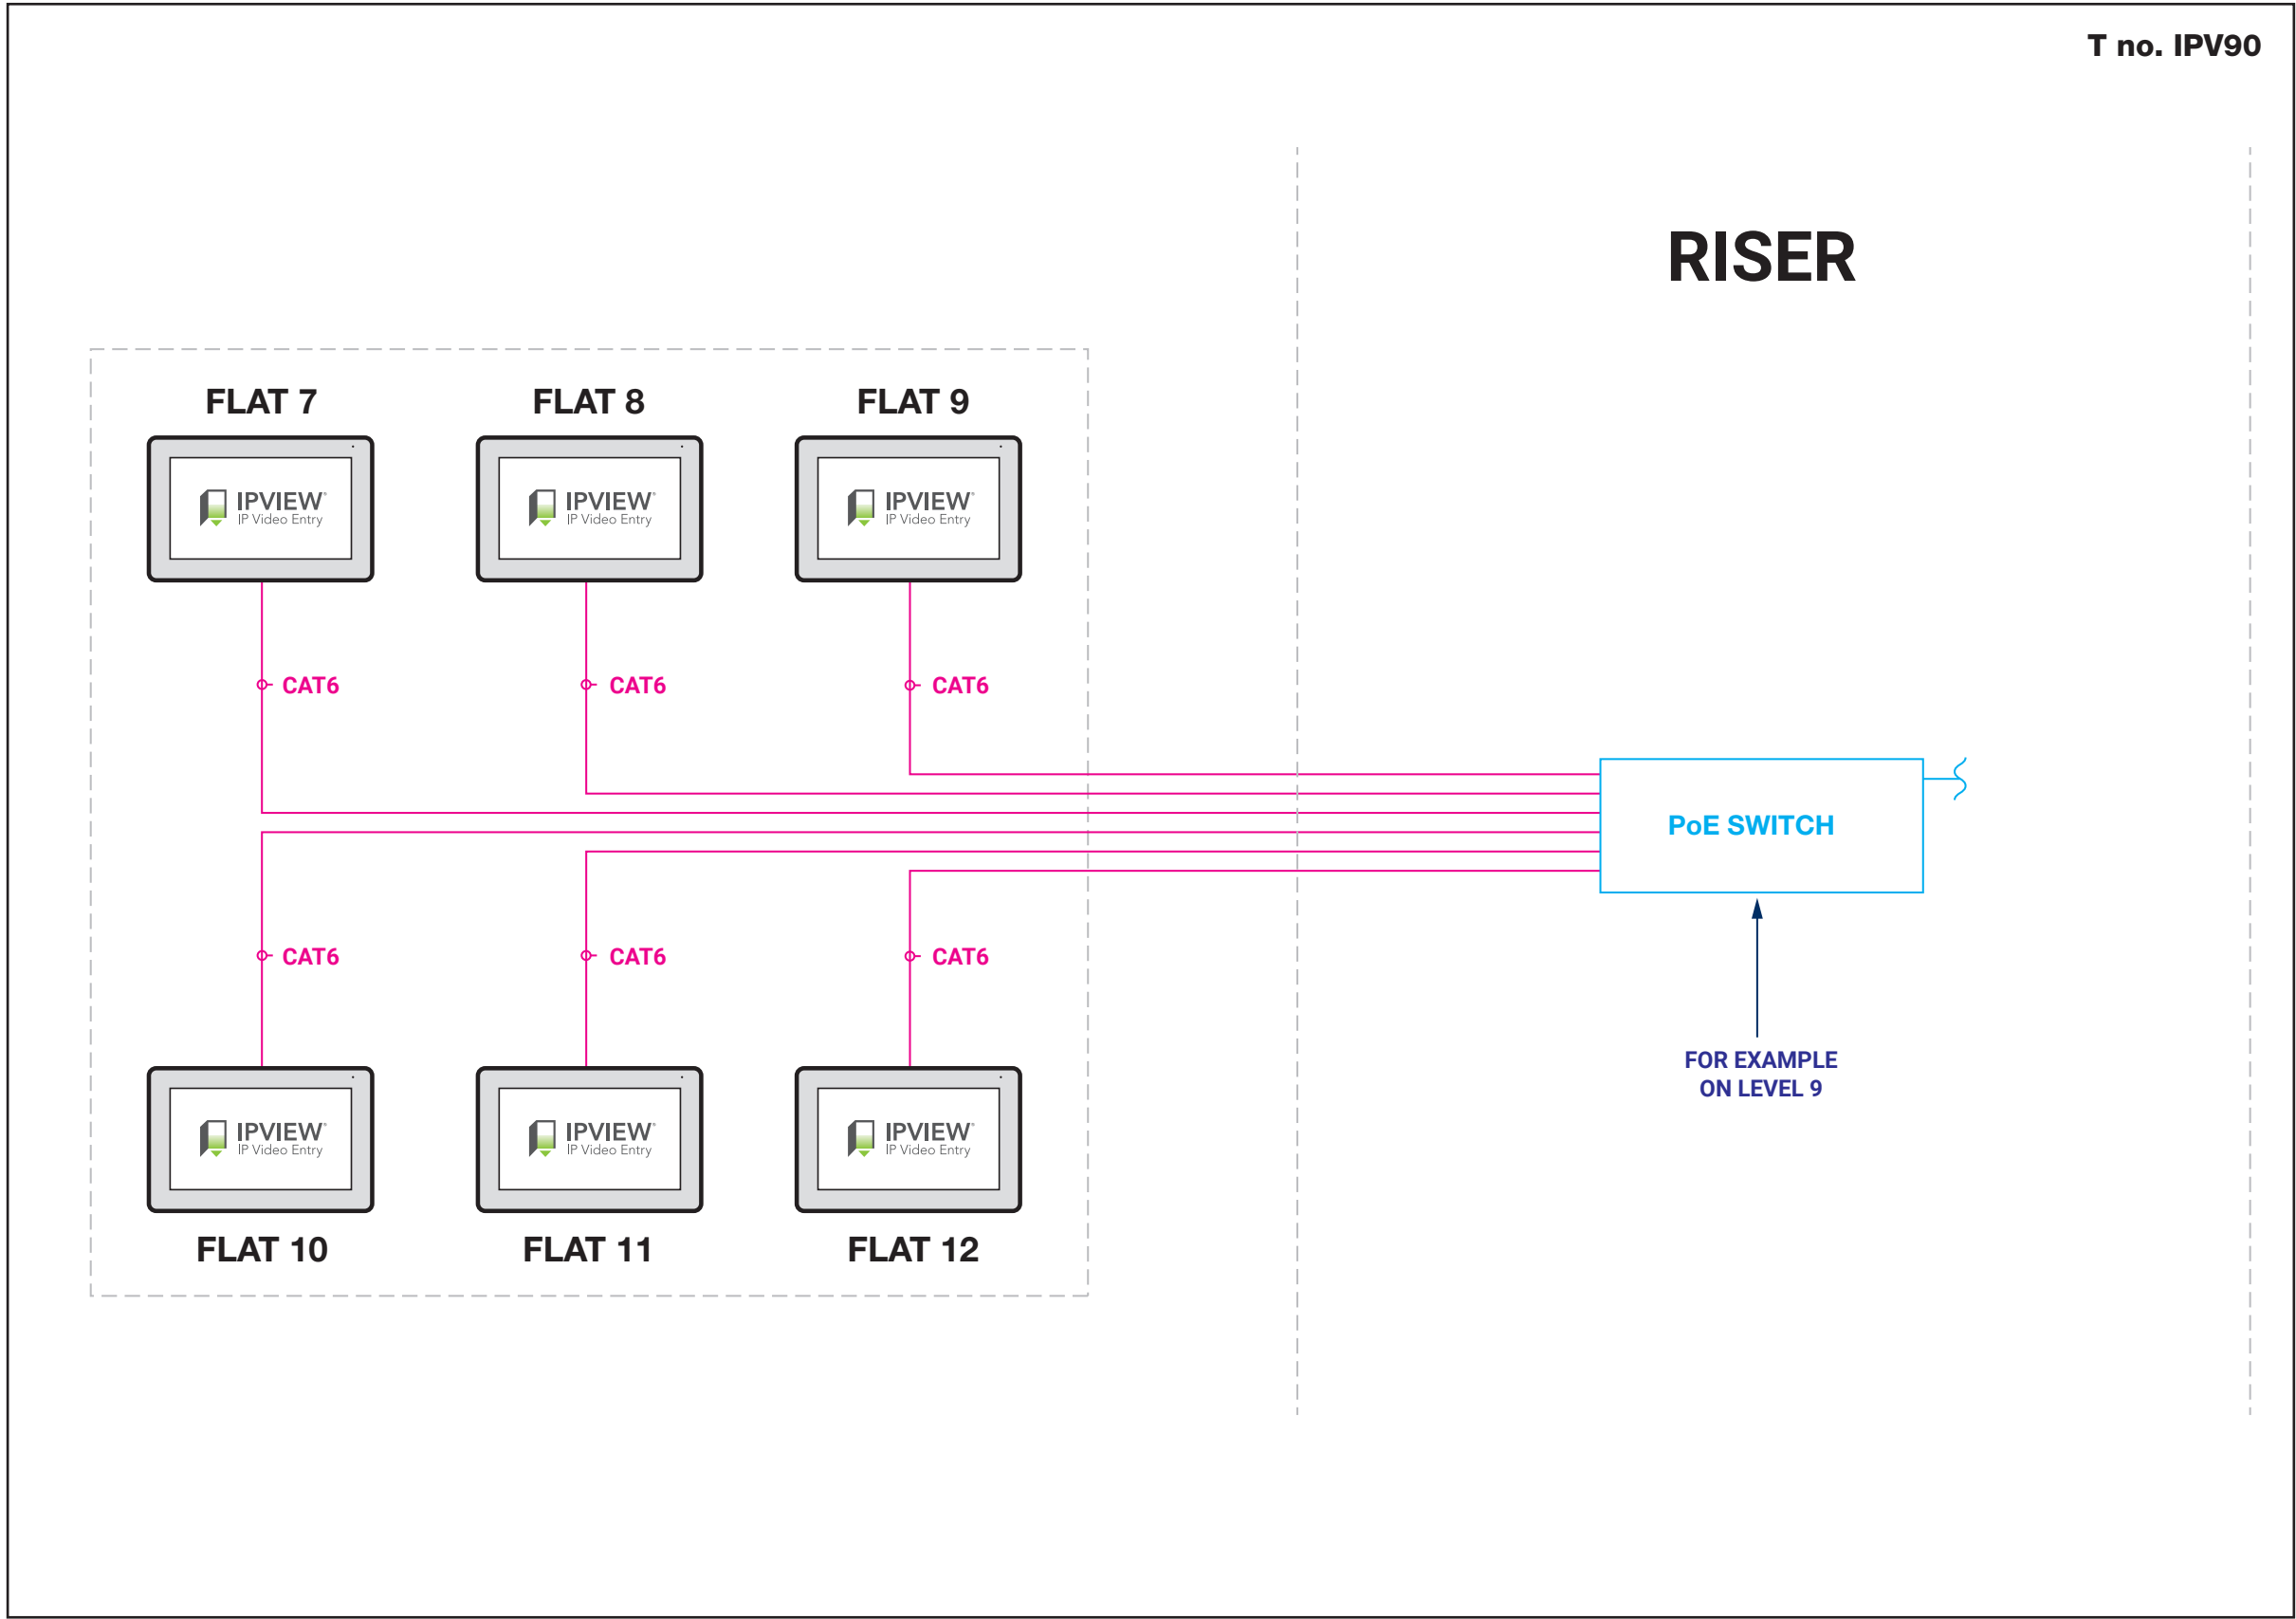 T no. IPV90
RISER
FLAT 7
FLAT 8
FLAT 9
IPVIEW®
IP Video Entry
IPVIEW®
IP Video Entry
IPVIEW®
IP Video Entry
CAT6
CAT6
CAT6
PoE SWITCH
CAT6
CAT6
CAT6
FOR EXAMPLE
ON LEVEL 9
IPVIEW®
IP Video Entry
IPVIEW®
IP Video Entry
IPVIEW®
IP Video Entry
FLAT 10
FLAT 11
FLAT 12